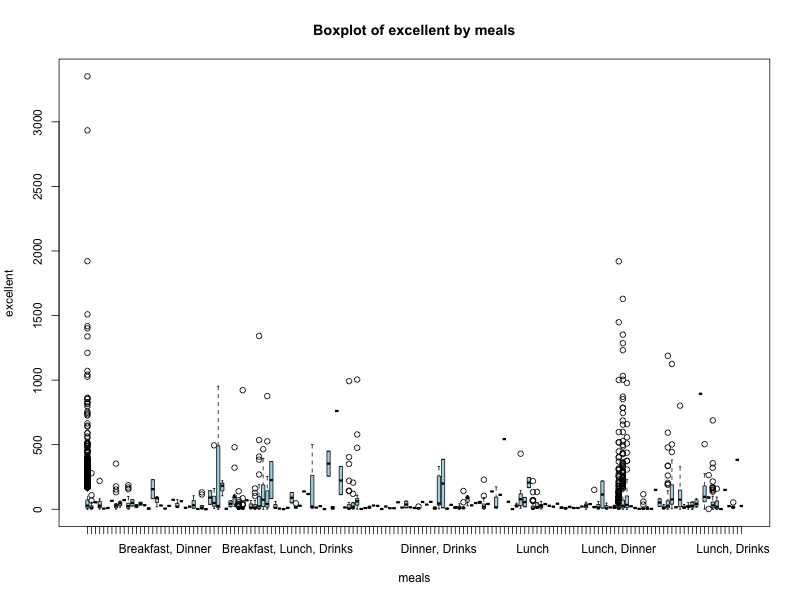 Boxplot of excellent by meals
excellent
3000
2500
2000
1500
1000
500
0
Breakfast, Dinner Breakfast, Lunch, Drinks Dinner, Drinks Lunch Lunch, Dinner Lunch, Drinks
meals